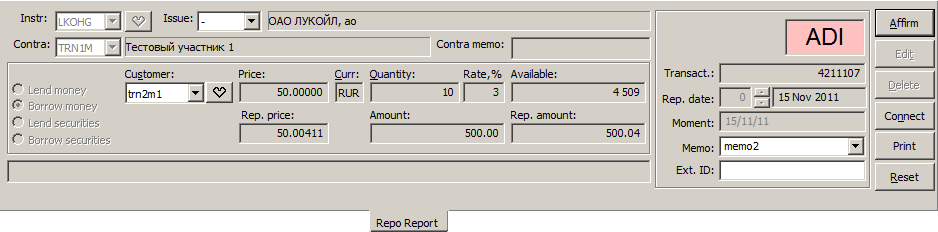 Instr: LKOHG Issue: - ОАО ЛУКОЙЛ, ао
Contra: TRN1M Тестовый участник 1 Contra memo:
Customer: Price: Curr: Quantity: Rate,% Available:
Lend money
Borrow money
Lend securities
Borrow securities
trn2m1 50.00000 RUR 10 3 4 509
Rep. price: Amount: Rep. amount:
50.00411 500.00 500.04
ADI
Transact.: 4211107
Rep. date: 0 15 Nov 2011
Moment: 15/11/11
Memo: memo2
Ext. ID:
Affirm
Edit
Delete
Connect
Print
Reset
Repo Report